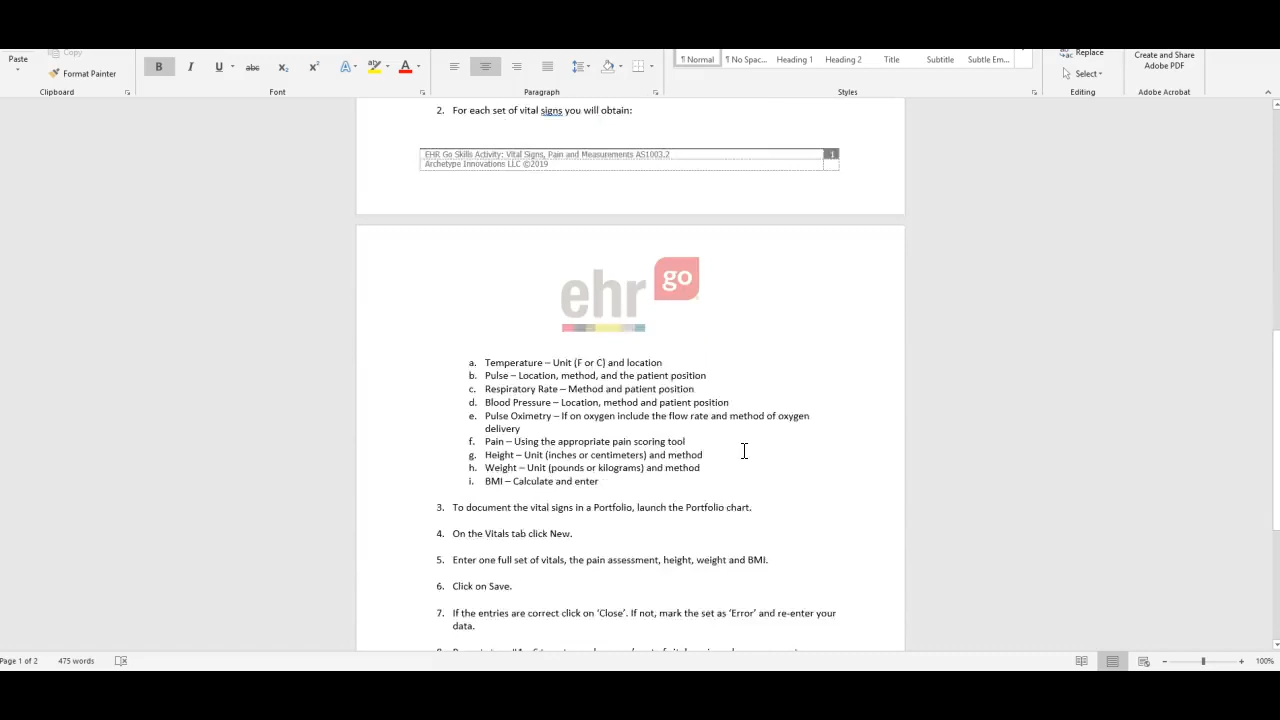 Copy
Replace
Create and Share
Adobe PDF
Paste
Format Painter
B I U abc X₂ X² A ab A
¶ Normal
¶ No Spac...
Heading 1
Heading 2
Title
Subtitle
Subtle Em...
Select
Clipboard
Font
Paragraph
Styles
Editing
Adobe Acrobat
2. For each set of vital signs you will obtain:
EHR Go Skills Activity: Vital Signs, Pain and Measurements AS1003.2
1
Archetype Innovations LLC ©2019
ehr go
a. Temperature – Unit (F or C) and location
b. Pulse – Location, method, and the patient position
c. Respiratory Rate – Method and patient position
d. Blood Pressure – Location, method and patient position
e. Pulse Oximetry – If on oxygen include the flow rate and method of oxygen
delivery
f. Pain – Using the appropriate pain scoring tool
g. Height – Unit (inches or centimeters) and method
h. Weight – Unit (pounds or kilograms) and method
i. BMI – Calculate and enter
3. To document the vital signs in a Portfolio, launch the Portfolio chart.
4. On the Vitals tab click New.
5. Enter one full set of vitals, the pain assessment, height, weight and BMI.
6. Click on Save.
7. If the entries are correct click on ‘Close’. If not, mark the set as ‘Error’ and re-enter your
data.
Page 1 of 2
475 words
100%